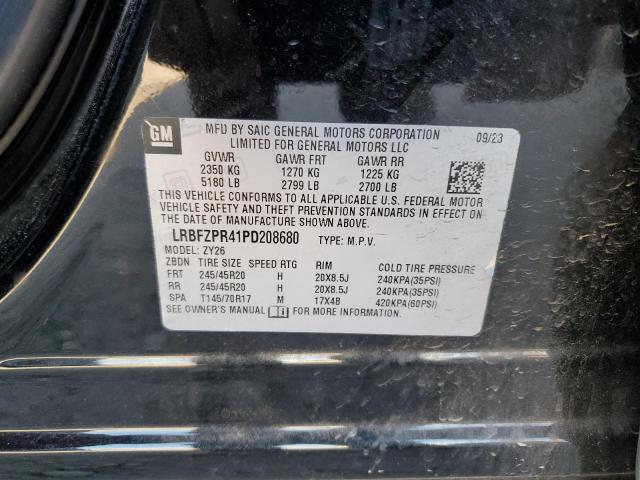 GM
MFD BY SAIC GENERAL MOTORS CORPORATION 09/23
LIMITED FOR GENERAL MOTORS LLC
GVWR GAWR FRT GAWR RR
2350 KG 1270 KG 1225 KG
5180 LB 2799 LB 2700 LB
THIS VEHICLE CONFORMS TO ALL APPLICABLE U.S. FEDERAL MOTOR
VEHICLE SAFETY AND THEFT PREVENTION STANDARDS IN EFFECT ON
THE DATE OF MANUFACTURE SHOWN ABOVE.
LRBFZPR41PD208680 TYPE: M.P.V.
MODEL: ZY26
ZBDN TIRE SIZE SPEED RTG RIM COLD TIRE PRESSURE
FRT 245/45R20 H 20X8.5J 240KPA(35PSI)
RR 245/45R20 H 20X8.5J 240KPA(35PSI)
SPA T145/70R17 M 17X4B 420KPA(60PSI)
SEE OWNER'S MANUAL FOR MORE INFORMATION.